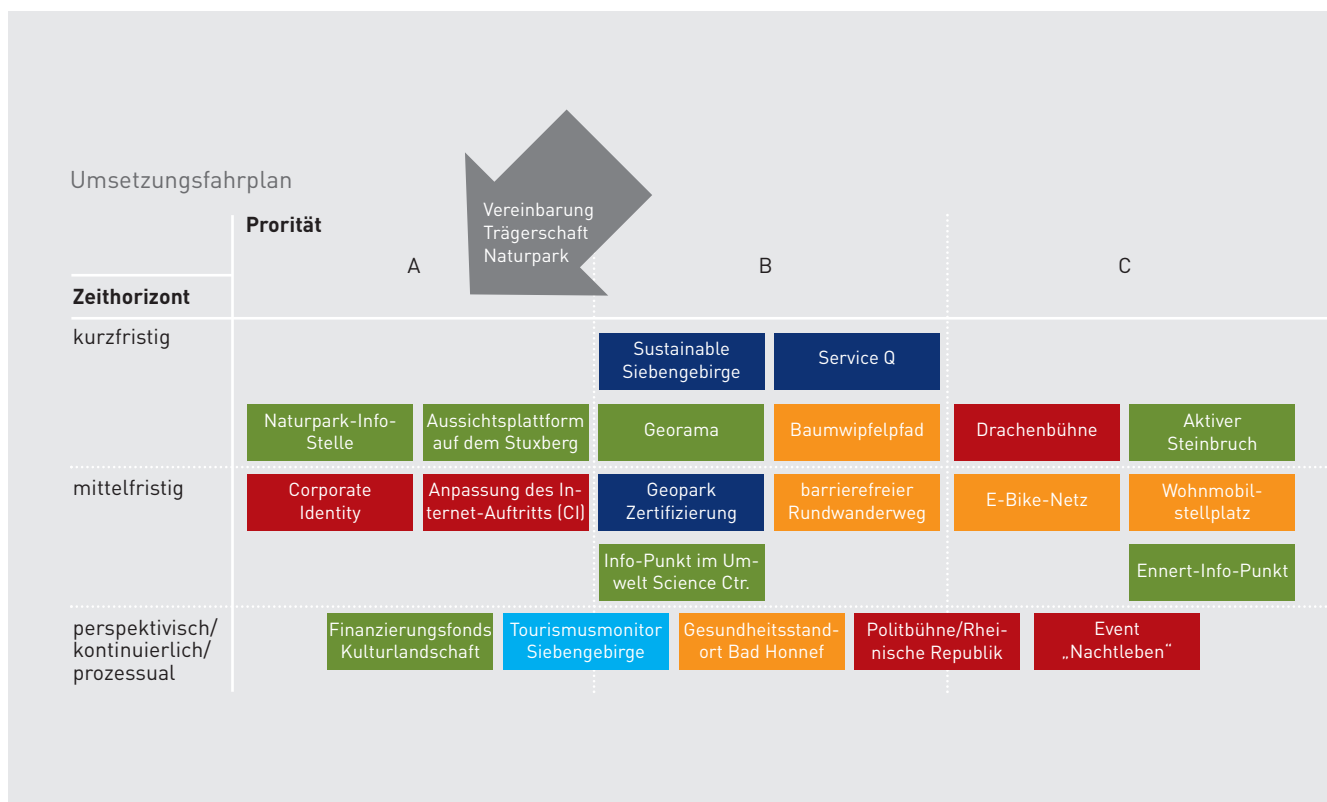 Umsetzungsfahrplan
Vereinbarung
Trägerschaft
Naturpark
Prorität
A
B
C
Zeithorizont
kurzfristig
Sustainable
Siebengebirge
Service Q
Naturpark-Info-
Stelle
Aussichtsplattform
auf dem Stuxberg
Georama
Baumwipfelpfad
Drachenbühne
Aktiver
Steinbruch
mittelfristig
Corporate
Identity
Anpassung des In-
ternet-Auftritts (CI)
Geopark
Zertifizierung
barrierefreier
Rundwanderweg
E-Bike-Netz
Wohnmobil-
stellplatz
Info-Punkt im Um-
welt Science Ctr.
Ennert-Info-Punkt
perspektivisch/
kontinuierlich/
prozessual
Finanzierungsfonds
Kulturlandschaft
Tourismusmonitor
Siebengebirge
Gesundheitsstand-
ort Bad Honnef
Politbühne/Rhei-
nische Republik
Event
„Nachtleben“